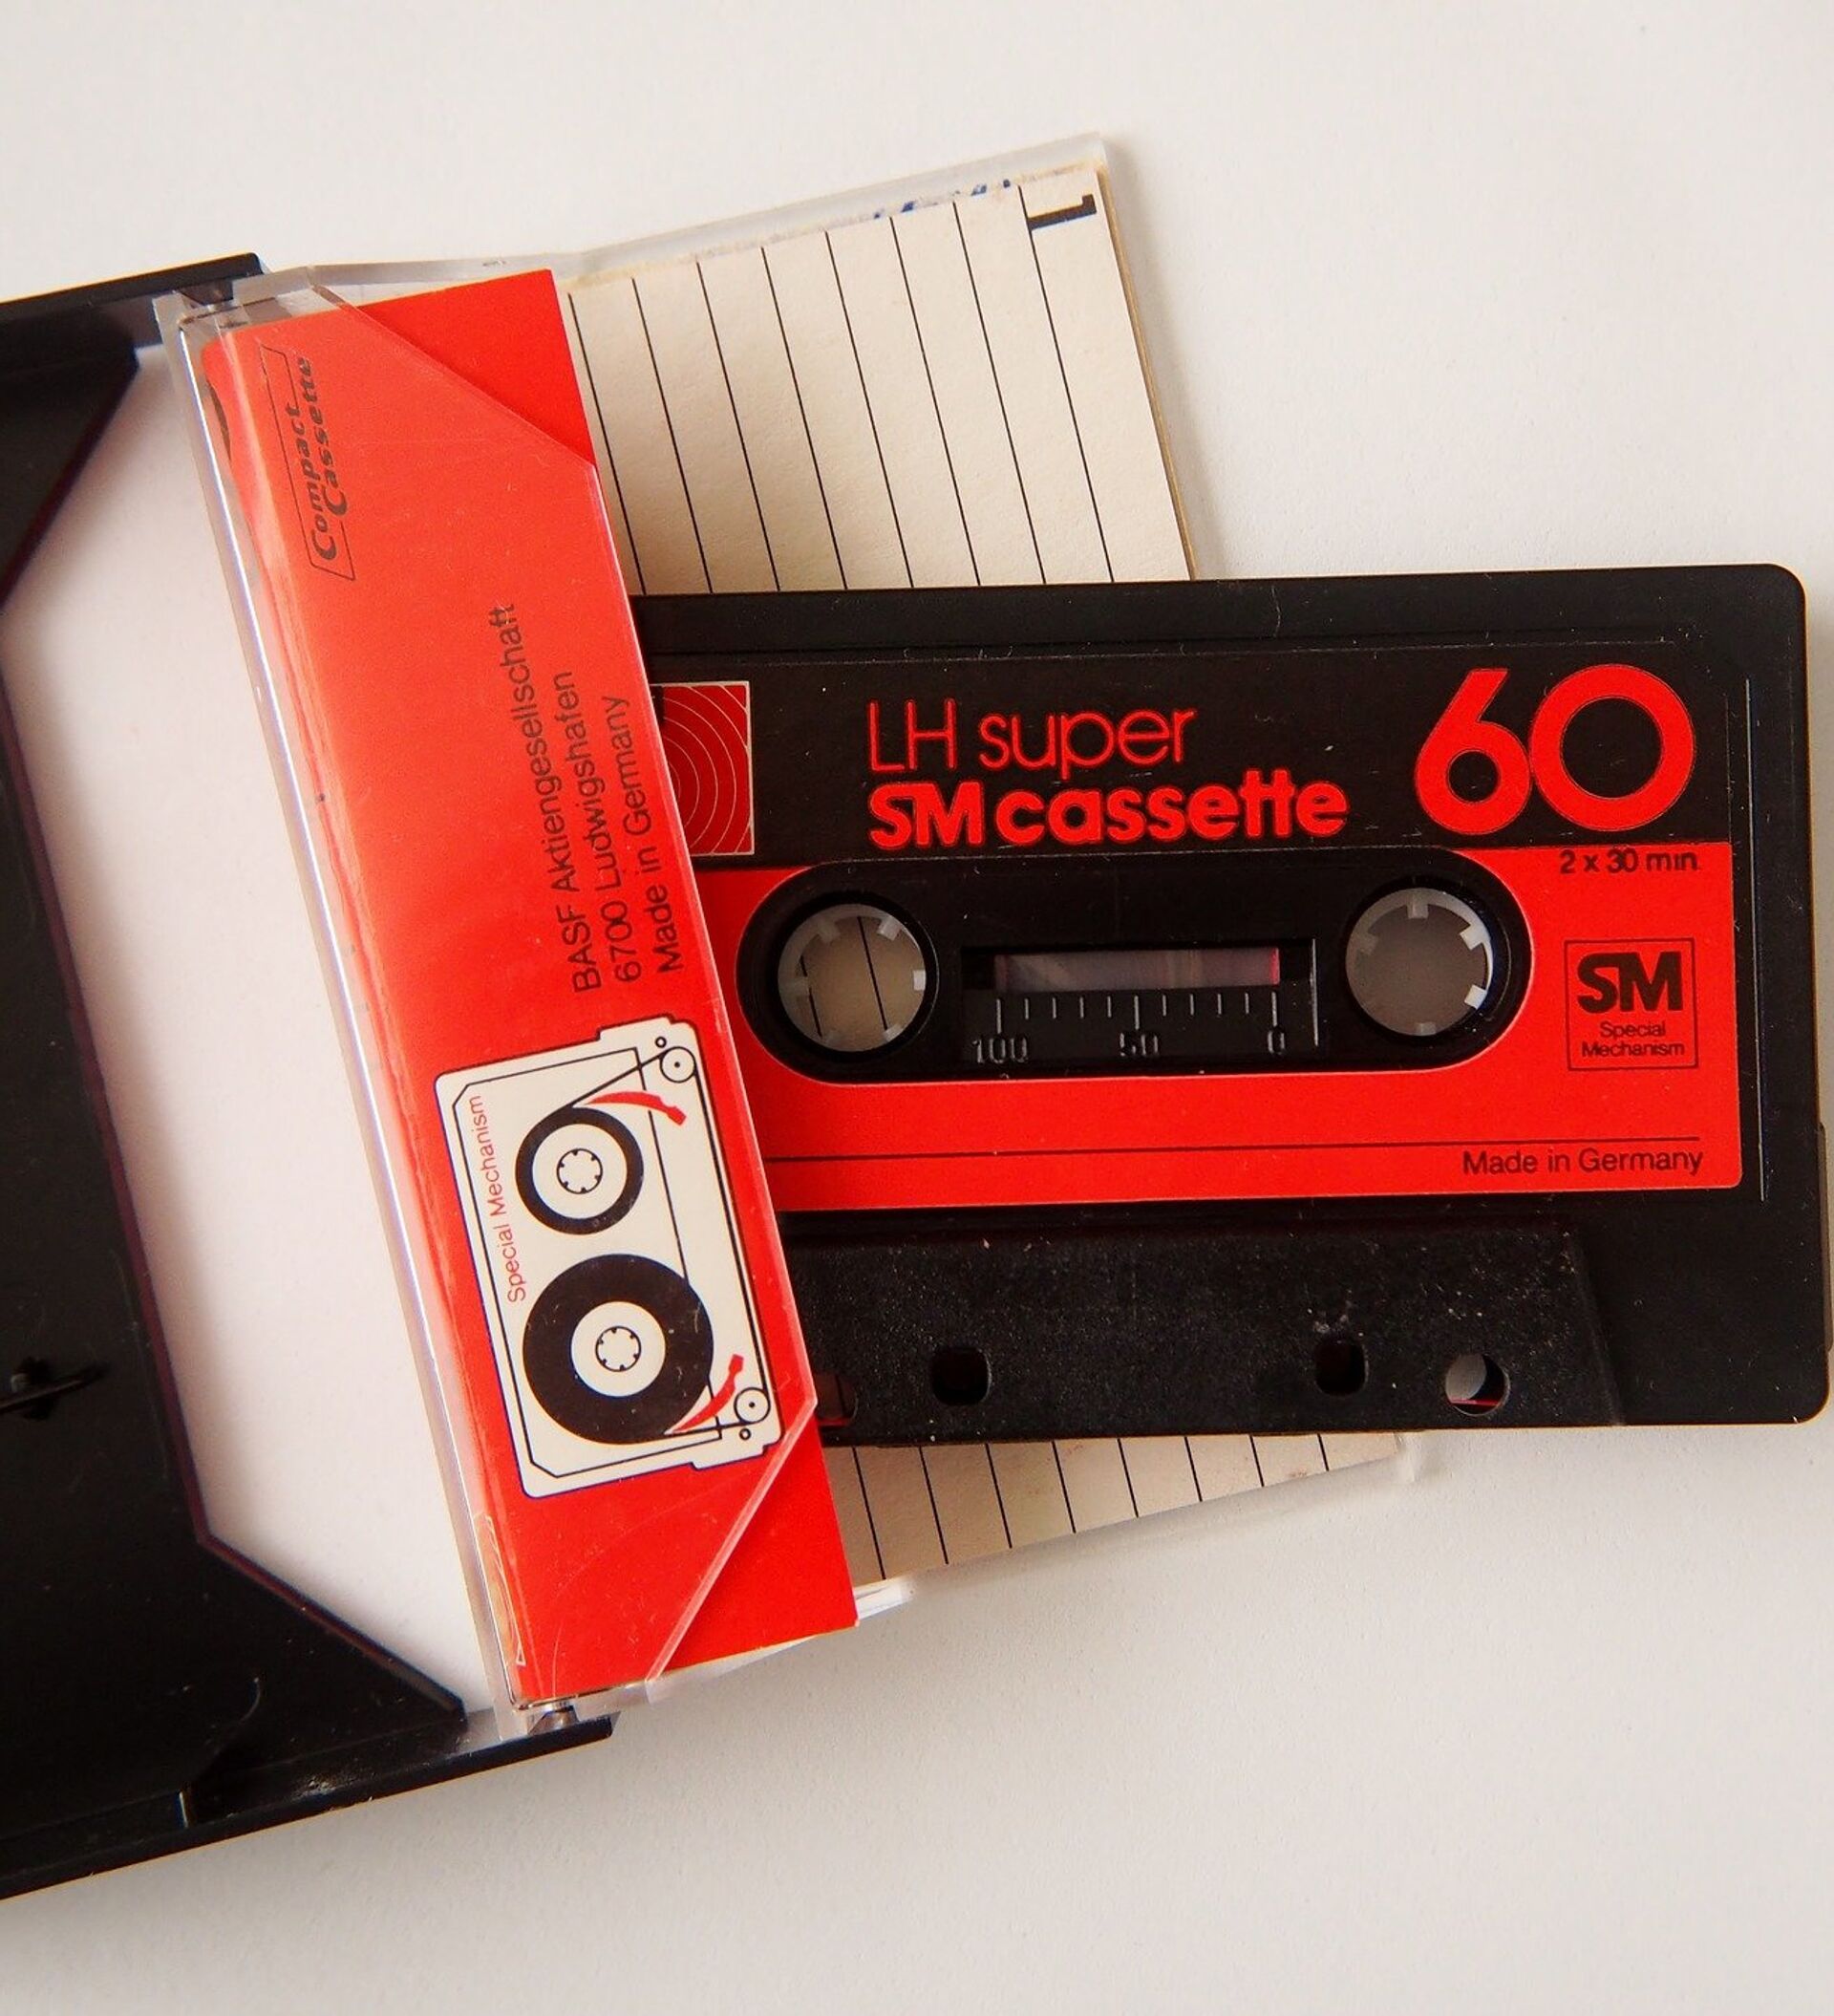 Compact
Cassette
BASF Aktiengesellschaft
6700 Ludwigshafen
Made in Germany
Special Mechanism
1
LH super
SM cassette
60
2 x 30 min.
100 50 0
SM
Special
Mechanism
Made in Germany